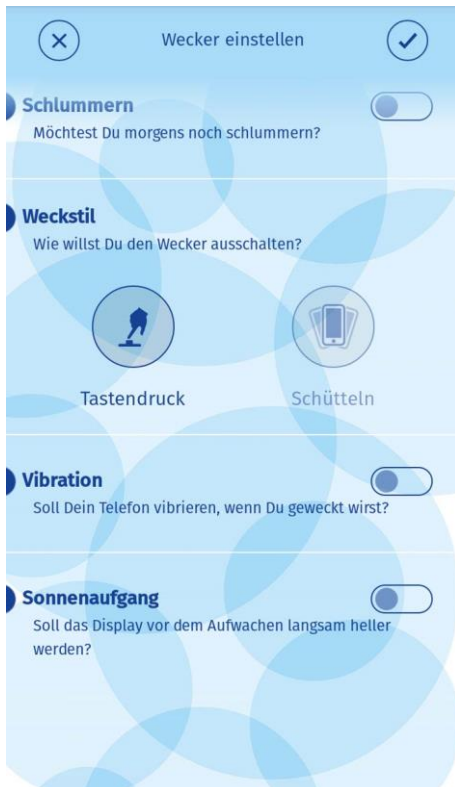 Wecker einstellen
Schlummern
Möchtest Du morgens noch schlummern?
Weckstil
Wie willst Du den Wecker ausschalten?
Tastendruck
Schütteln
Vibration
Soll Dein Telefon vibrieren, wenn Du geweckt wirst?
Sonnenaufgang
Soll das Display vor dem Aufwachen langsam heller
werden?